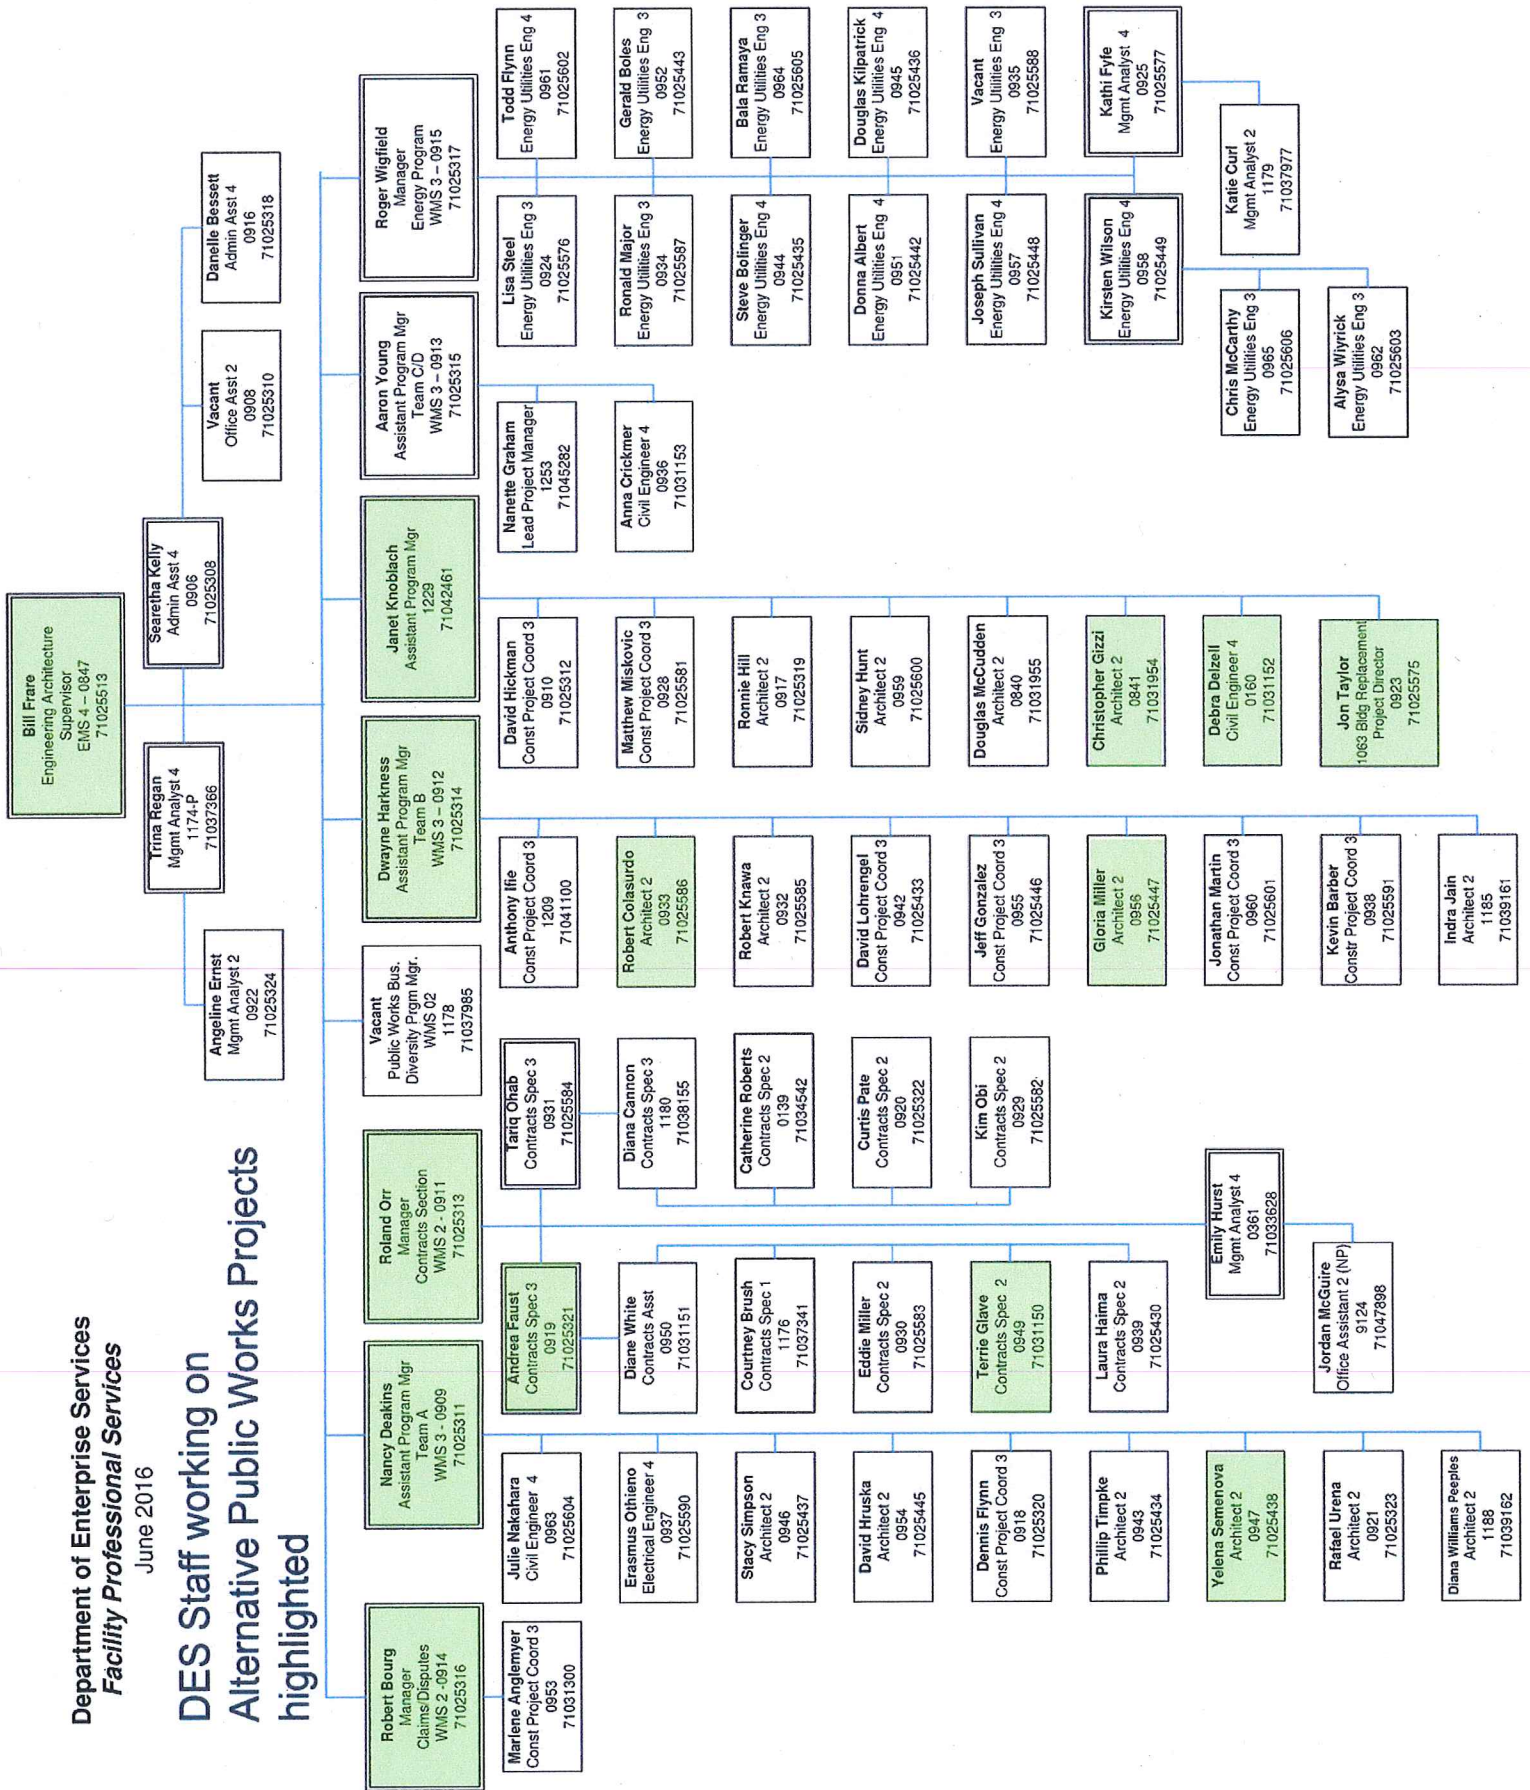 Department of Enterprise Services
Facility Professional Services
June 2016
DES Staff working on
Alternative Public Works Projects
highlighted
Bill Frare
Engineering Architecture
Supervisor
EMS 4 – 0847
71025513
Trina Regan
Mgmt Analyst 4
1174-P
71037366
Searetha Kelly
Admin Asst 4
0906
71025308
Angeline Ernst
Mgmt Analyst 2
0922
71025324
Vacant
Office Asst 2
0908
71025310
Danelle Bessett
Admin Asst 4
0916
71025318
Robert Bourg
Manager
Claims/Disputes
WMS 2 -0914
71025316
Nancy Deakins
Assistant Program Mgr
Team A
WMS 3 - 0909
71025311
Roland Orr
Manager
Contracts Section
WMS 2 - 0911
71025313
Vacant
Public Works Bus.
Diversity Prgm Mgr.
WMS 02
1178
71037985
Dwayne Harkness
Assistant Program Mgr
Team B
WMS 3 – 0912
71025314
Janet Knoblach
Assistant Program Mgr
1229
71042461
Aaron Young
Assistant Program Mgr
Team C/D
WMS 3 – 0913
71025315
Roger Wigfield
Manager
Energy Program
WMS 3 – 0915
71025317
Marlene Anglemyer
Const Project Coord 3
0953
71031300
Julie Nakahara
Civil Engineer 4
0963
71025604
Erasmus Othieno
Electrical Engineer 4
0937
71025590
Stacy Simpson
Architect 2
0946
71025437
David Hruska
Architect 2
0954
71025445
Dennis Flynn
Const Project Coord 3
0918
71025320
Phillip Timpke
Architect 2
0943
71025434
Yelena Semenova
Architect 2
0947
71025438
Rafael Urena
Architect 2
0921
71025323
Diana Williams Peeples
Architect 2
1188
71039162
Andrea Faust
Contracts Spec 3
0919
71025321
Diane White
Contracts Asst
0950
71031151
Courtney Brush
Contracts Spec 1
1176
71037341
Eddie Miller
Contracts Spec 2
0930
71025583
Terrie Glave
Contracts Spec 2
0949
71031150
Laura Haima
Contracts Spec 2
0939
71025430
Tariq Ohab
Contracts Spec 3
0931
71025584
Diana Cannon
Contracts Spec 3
1180
71038155
Catherine Roberts
Contracts Spec 2
0139
71034542
Curtis Pate
Contracts Spec 2
0920
71025322
Kim Obi
Contracts Spec 2
0929
71025582
Emily Hurst
Mgmt Analyst 4
0361
71033628
Jordan McGuire
Office Assistant 2 (NP)
9124
71047898
Anthony Ifie
Const Project Coord 3
1209
71041100
Robert Colasurdo
Architect 2
0933
71025586
Robert Knawa
Architect 2
0932
71025585
David Lohrengel
Const Project Coord 3
0942
71025433
Jeff Gonzalez
Const Project Coord 3
0955
71025446
Gloria Miller
Architect 2
0956
71025447
Jonathan Martin
Const Project Coord 3
0960
71025601
Kevin Barber
Constr Project Coord 3
0938
71025591
Indra Jain
Architect 2
1185
71039161
David Hickman
Const Project Coord 3
0910
71025312
Mathew Miskovic
Const Project Coord 3
0928
71025581
Ronnie Hill
Architect 2
0917
71025319
Sidney Hunt
Architect 2
0959
71025600
Douglas McCudden
Architect 2
0840
71031955
Christopher Gizzi
Architect 2
0841
71031954
Debra Delzell
Civil Engineer 4
0160
71031152
Jon Taylor
1063 Bldg Replacement
Project Director
0923
71025575
Nanette Graham
Lead Project Manager
1253
71045282
Anna Crickmer
Civil Engineer 4
0936
71031153
Lisa Steel
Energy Utilities Eng 3
0924
71025576
Todd Flynn
Energy Utilities Eng 4
0961
71025602
Ronald Major
Energy Utilities Eng 3
0934
71025587
Gerald Boles
Energy Utilities Eng 3
0952
71025443
Steve Bolinger
Energy Utilities Eng 4
0944
71025435
Bala Ramaya
Energy Utilities Eng 3
0964
71025605
Donna Albert
Energy Utilities Eng 4
0951
71025442
Douglas Kilpatrick
Energy Utilities Eng 4
0945
71025436
Joseph Sullivan
Energy Utilities Eng 4
0957
71025448
Vacant
Energy Utilities Eng 3
0935
71025588
Kirsten Wilson
Energy Utilities Eng 4
0958
71025449
Kathi Fyfe
Mgmt Analyst 4
0925
71025577
Chris McCarthy
Energy Utilities Eng 3
0965
71025606
Alysa Wiyrick
Energy Utilities Eng 3
0962
71025603
Katie Curl
Mgmt Analyst 2
1179
71037977